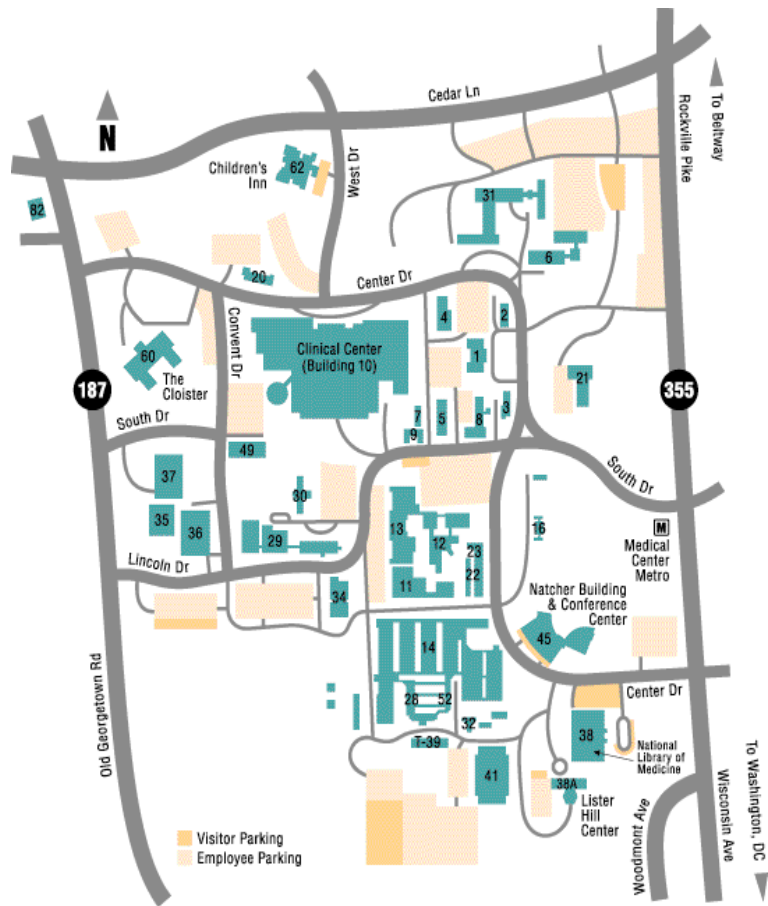 Cedar Ln
To Beltway
Rockville Pike
N
West Dr
Children's
Inn
62
82
31
6
20
Center Dr
Convent Dr
4
2
Clinical Center
(Building 10)
1
60
The
Cloister
187
355
21
7
5
8
3
9
South Dr
49
37
30
South Dr
35
36
29
13
12
16
M
Medical
Center
Metro
23
22
11
Lincoln Dr
34
Natcher Building
& Conference
Center
45
14
Center Dr
28
52
32
38
National
Library of
Medicine
T-39
41
38A
Lister
Hill
Center
Old Georgetown Rd
To Washington, DC
Wisconsin Ave
Woodmont Ave
Visitor Parking
Employee Parking